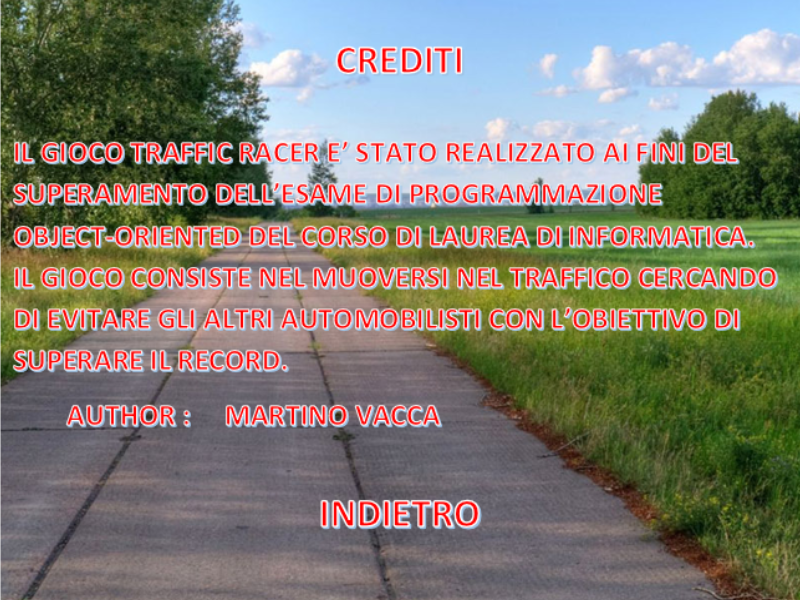 CREDITI
IL GIOCO TRAFFIC RACER E' STATO REALIZZATO AI FINI DEL
SUPERAMENTO DELL'ESAME DI PROGRAMMAZIONE
OBJECT-ORIENTED DEL CORSO DI LAUREA DI INFORMATICA.
IL GIOCO CONSISTE NEL MUOVERSI NEL TRAFFICO CERCANDO
DI EVITARE GLI ALTRI AUTOMOBILISTI CON L'OBIETTIVO DI
SUPERARE IL RECORD.
AUTHOR : MARTINO VACCA
INDIETRO